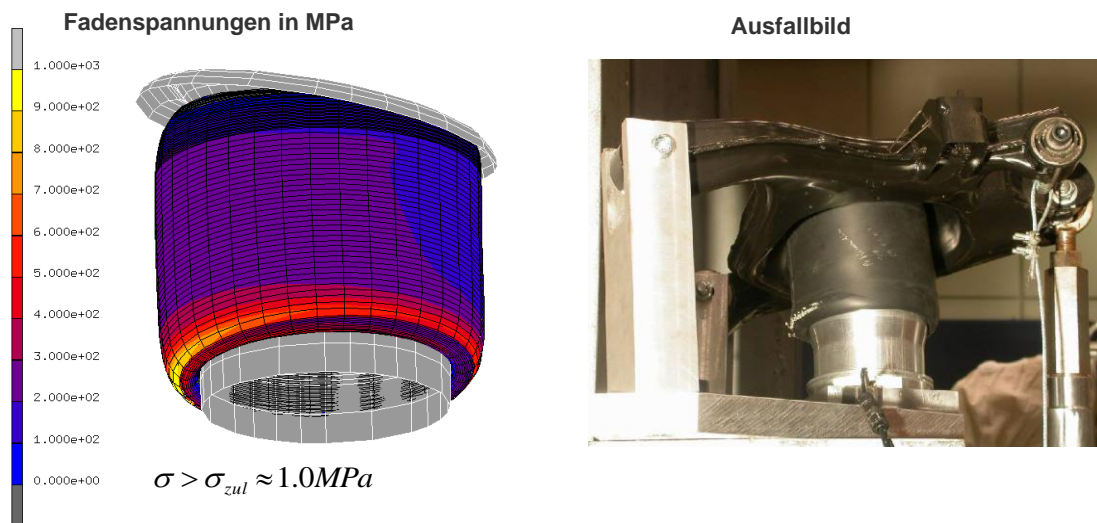 Fadenspannungen in MPa
Ausfallbild
1.000e+03
9.000e+02
8.000e+02
7.000e+02
6.000e+02
5.000e+02
4.000e+02
3.000e+02
2.000e+02
1.000e+02
0.000e+00
σ > σzul ≈ 1.0MPa